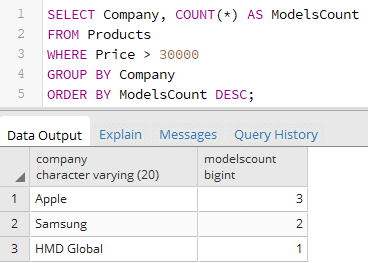 1 SELECT Company, COUNT(*) AS ModelsCount
2 FROM Products
3 WHERE Price > 30000
4 GROUP BY Company
5 ORDER BY ModelsCount DESC;
Data Output Explain Messages Query History
company modelscount
character varying (20) bigint
1 Apple 3
2 Samsung 2
3 HMD Global 1